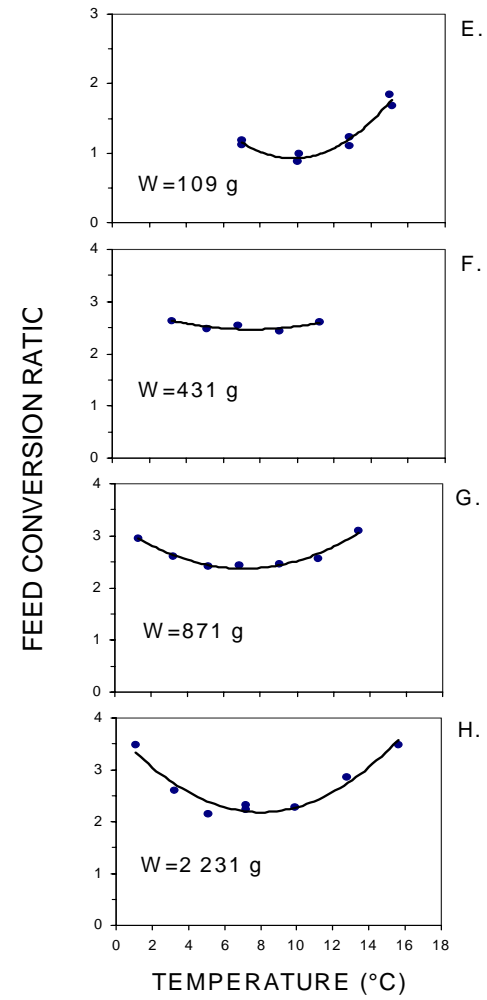 E.
3
2
1
0
W=109 g
F.
4
3
2
1
0
W=431 g
G.
4
3
2
1
0
W=871 g
H.
4
3
2
1
0
W=2 231 g
0 2 4 6 8 10 12 14 16 18
TEMPERATURE (°C)
FEED CONVERSION RATIC